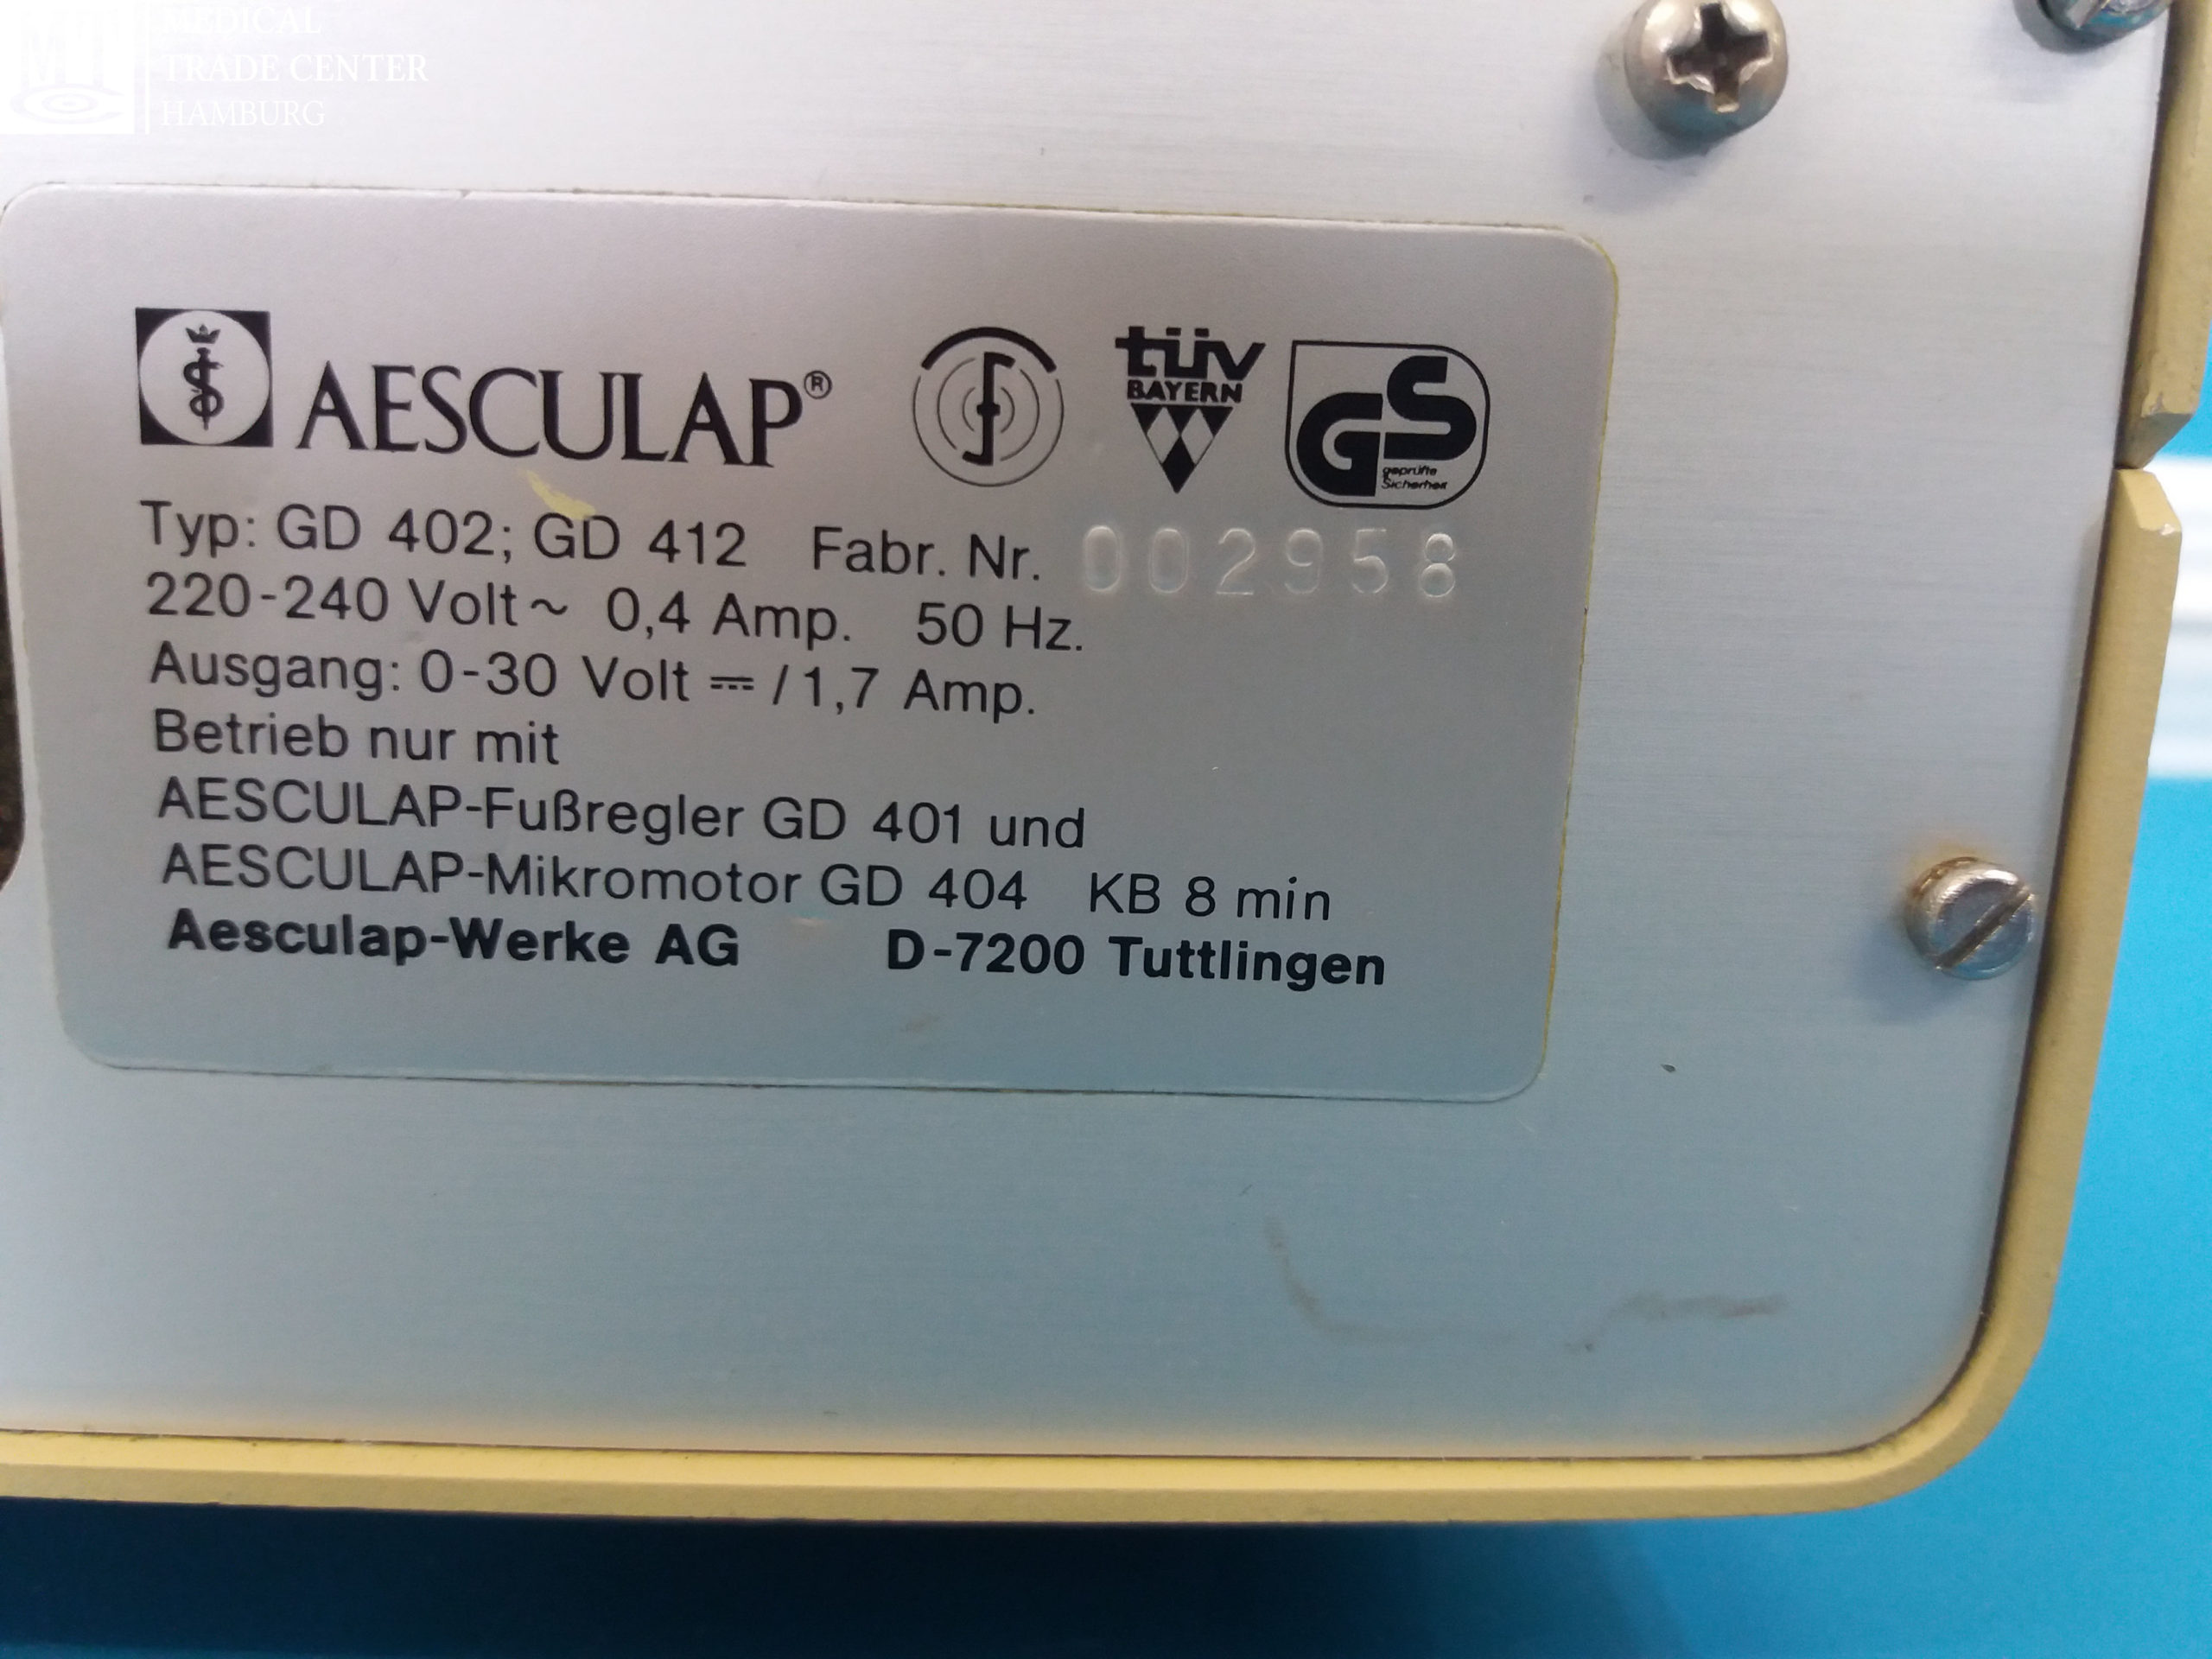 MEDICAL
TRADE CENTER
HAMBURG
AESCULAP®
tüv
BAYERN
GS
geprüfte
Sicherheit
Typ: GD 402; GD 412 Fabr. Nr. 002958
220-240 Volt ~ 0,4 Amp. 50 Hz.
Ausgang: 0-30 Volt ⎓ / 1,7 Amp.
Betrieb nur mit
AESCULAP-Fußregler GD 401 und
AESCULAP-Mikromotor GD 404 KB 8 min
Aesculap-Werke AG D-7200 Tuttlingen